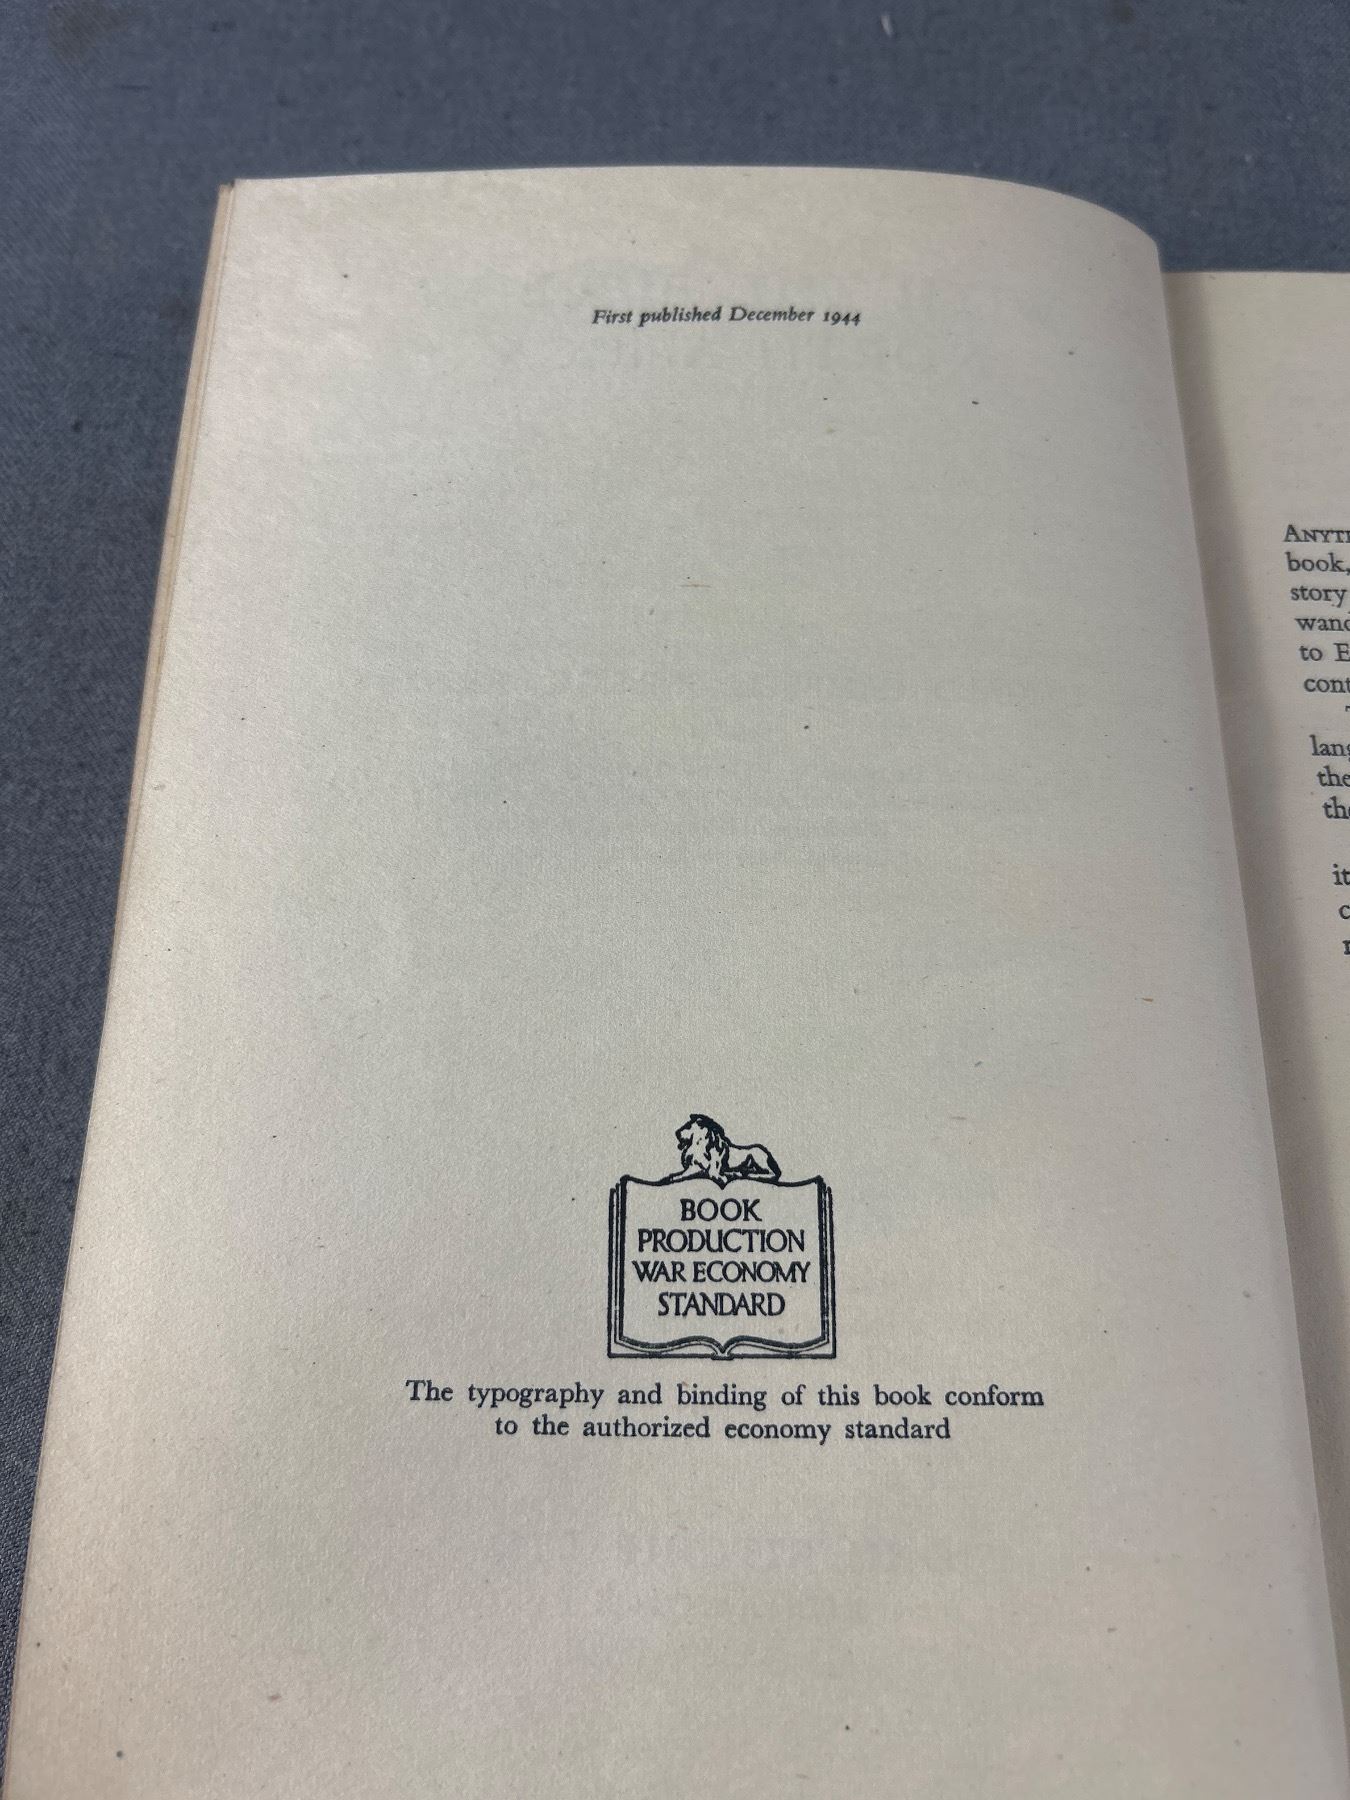 First published December 1944
BOOK
PRODUCTION
WAR ECONOMY
STANDARD
The typography and binding of this book conform
to the authorized economy standard
book,
story
to E